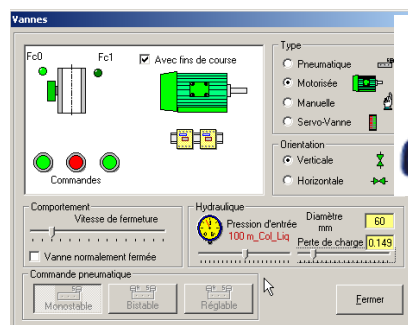 Vannes
Fc0
Fc1
Avec fins de course
Commandes
Type
Pneumatique
Motorisée
Manuelle
Servo-Vanne
Orientation
Verticale
Horizontale
Comportement
Vitesse de fermeture
Vanne normalement fermée
Hydraulique
Pression d'entrée
100 m_Col_Liq
Diamètre
mm
60
Perte de charge
0.149
Commande pneumatique
Monostable
Bistable
Réglable
Fermer